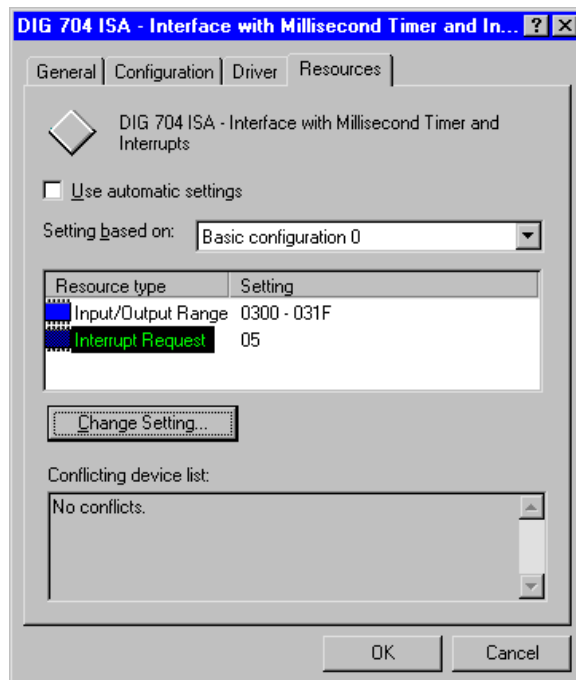 DIG 704 ISA - Interface with Millisecond Timer and In...
General Configuration Driver Resources
DIG 704 ISA - Interface with Millisecond Timer and
Interrupts
Use automatic settings
Setting based on: Basic configuration 0
Resource type Setting
Input/Output Range 0300 - 031F
Interrupt Request 05
Change Setting...
Conflicting device list:
No conflicts.
OK Cancel